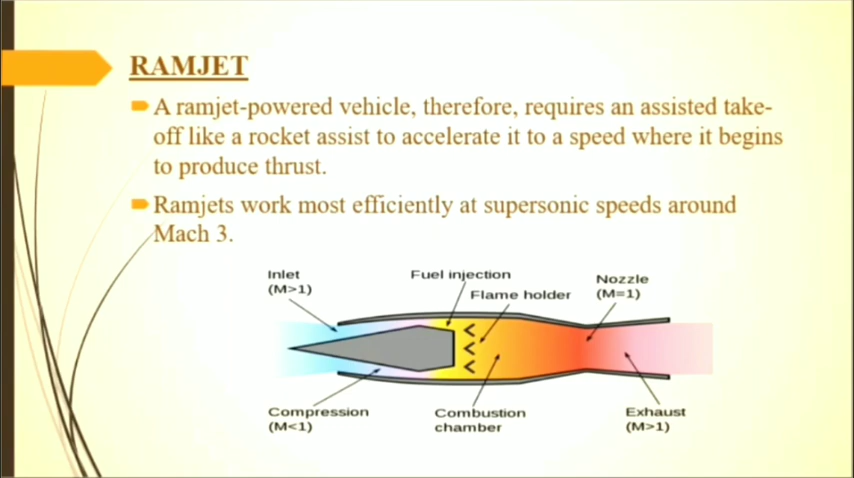 RAMJET
A ramjet-powered vehicle, therefore, requires an assisted take-
off like a rocket assist to accelerate it to a speed where it begins
to produce thrust.
Ramjets work most efficiently at supersonic speeds around
Mach 3.
Inlet
(M>1)
Fuel injection
Flame holder
Nozzle
(M=1)
Compression
(M<1)
Combustion
chamber
Exhaust
(M>1)